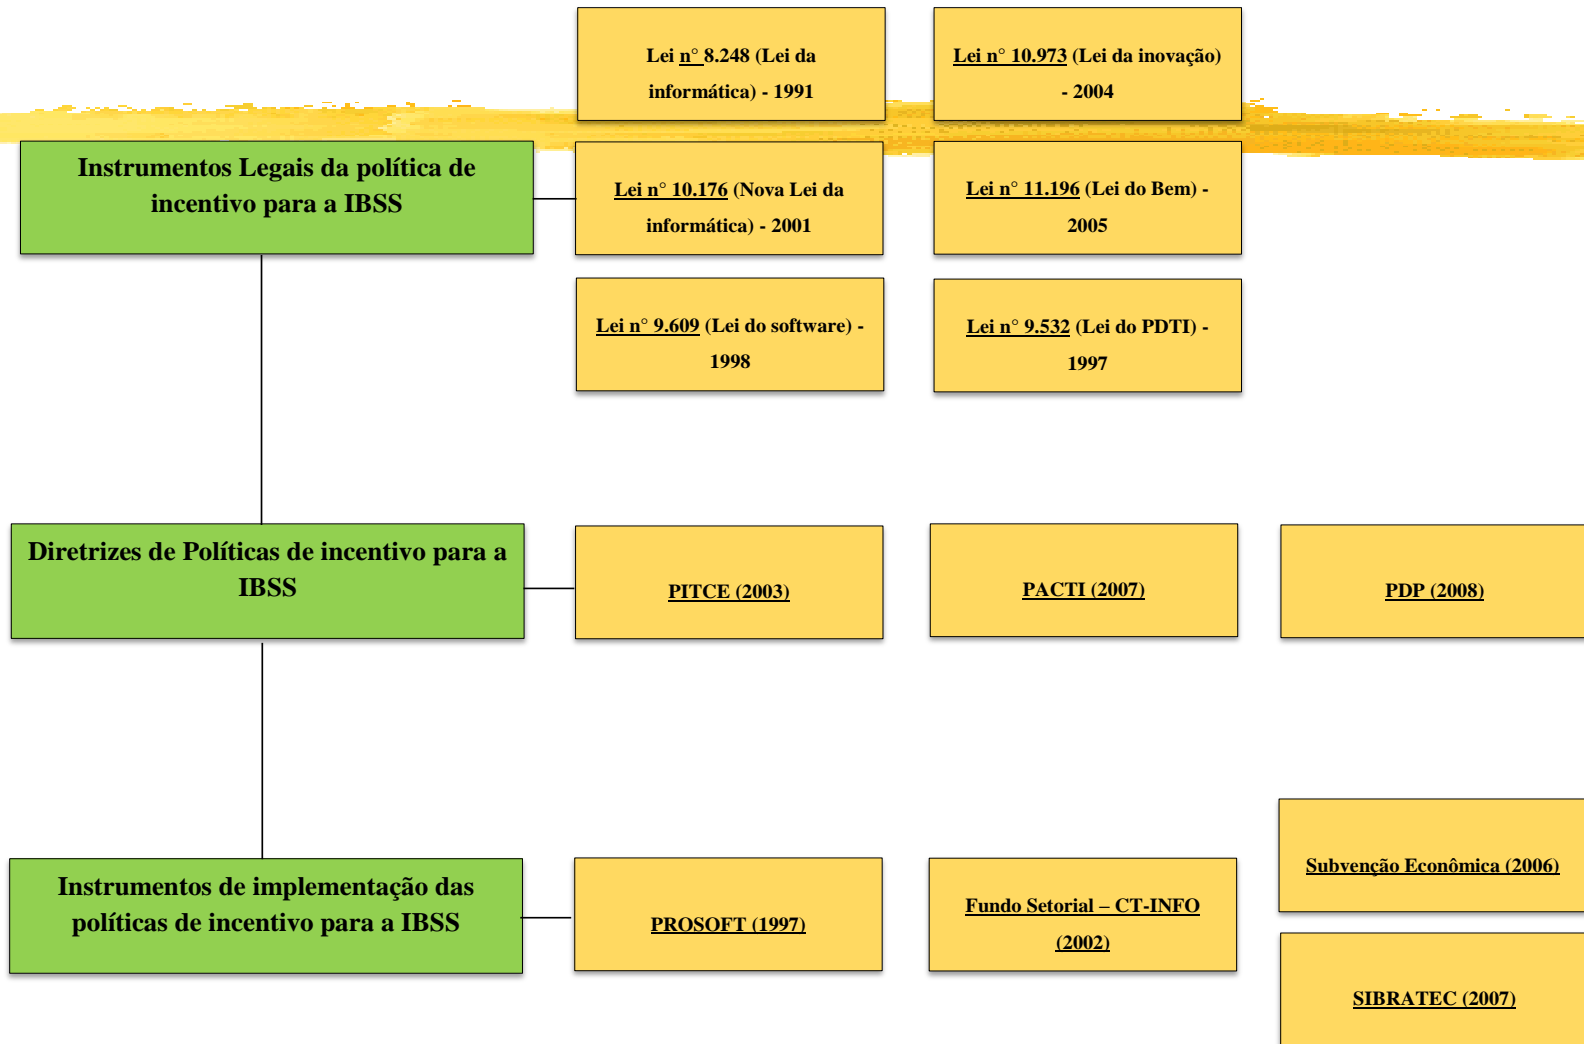 Lei n° 8.248 (Lei da
informática) - 1991
Lei n° 10.973 (Lei da inovação)
- 2004
Instrumentos Legais da política de
incentivo para a IBSS
Lei n° 10.176 (Nova Lei da
informática) - 2001
Lei n° 11.196 (Lei do Bem) -
2005
Lei n° 9.609 (Lei do software) -
1998
Lei n° 9.532 (Lei do PDTI) -
1997
Diretrizes de Políticas de incentivo para a
IBSS
PITCE (2003)
PACTI (2007)
PDP (2008)
Instrumentos de implementação das
políticas de incentivo para a IBSS
PROSOFT (1997)
Fundo Setorial – CT-INFO
(2002)
Subvenção Econômica (2006)
SIBRATEC (2007)